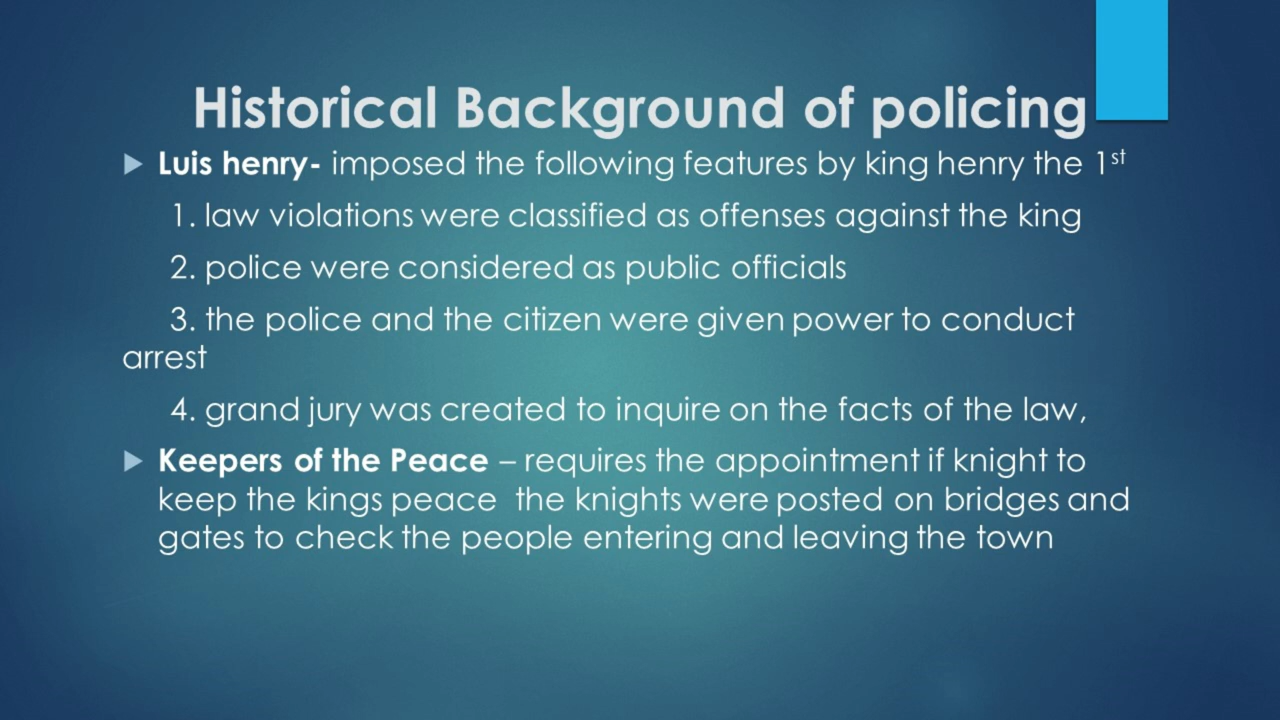 Historical Background of policing
Luis henry- imposed the following features by king henry the 1st
1. law violations were classified as offenses against the king
2. police were considered as public officials
3. the police and the citizen were given power to conduct
arrest
4. grand jury was created to inquire on the facts of the law,
Keepers of the Peace – requires the appointment if knight to
keep the kings peace the knights were posted on bridges and
gates to check the people entering and leaving the town